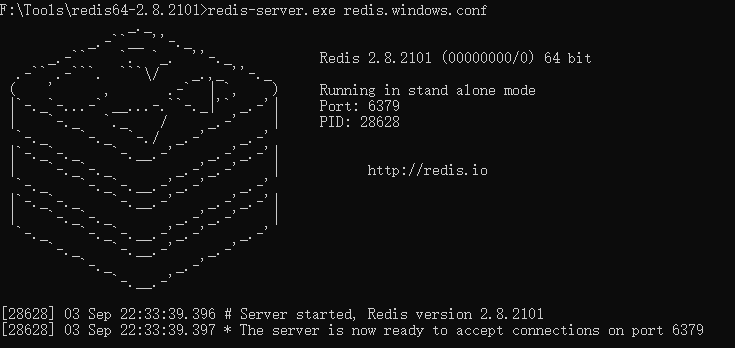 F:\Tools\redis64-2.8.2101>redis-server.exe redis.windows.conf
Redis 2.8.2101 (00000000/0) 64 bit
Running in stand alone mode
Port: 6379
PID: 28628
http://redis.io
[28628] 03 Sep 22:33:39.396 # Server started, Redis version 2.8.2101
[28628] 03 Sep 22:33:39.397 * The server is now ready to accept connections on port 6379